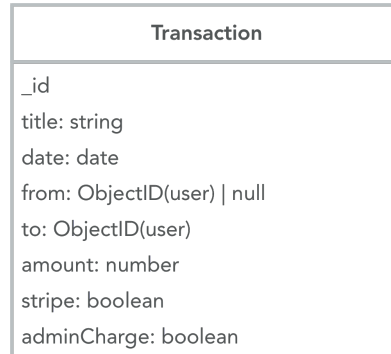 Transaction
_id
title: string
date: date
from: ObjectID(user) | null
to: ObjectID(user)
amount: number
stripe: boolean
adminCharge: boolean